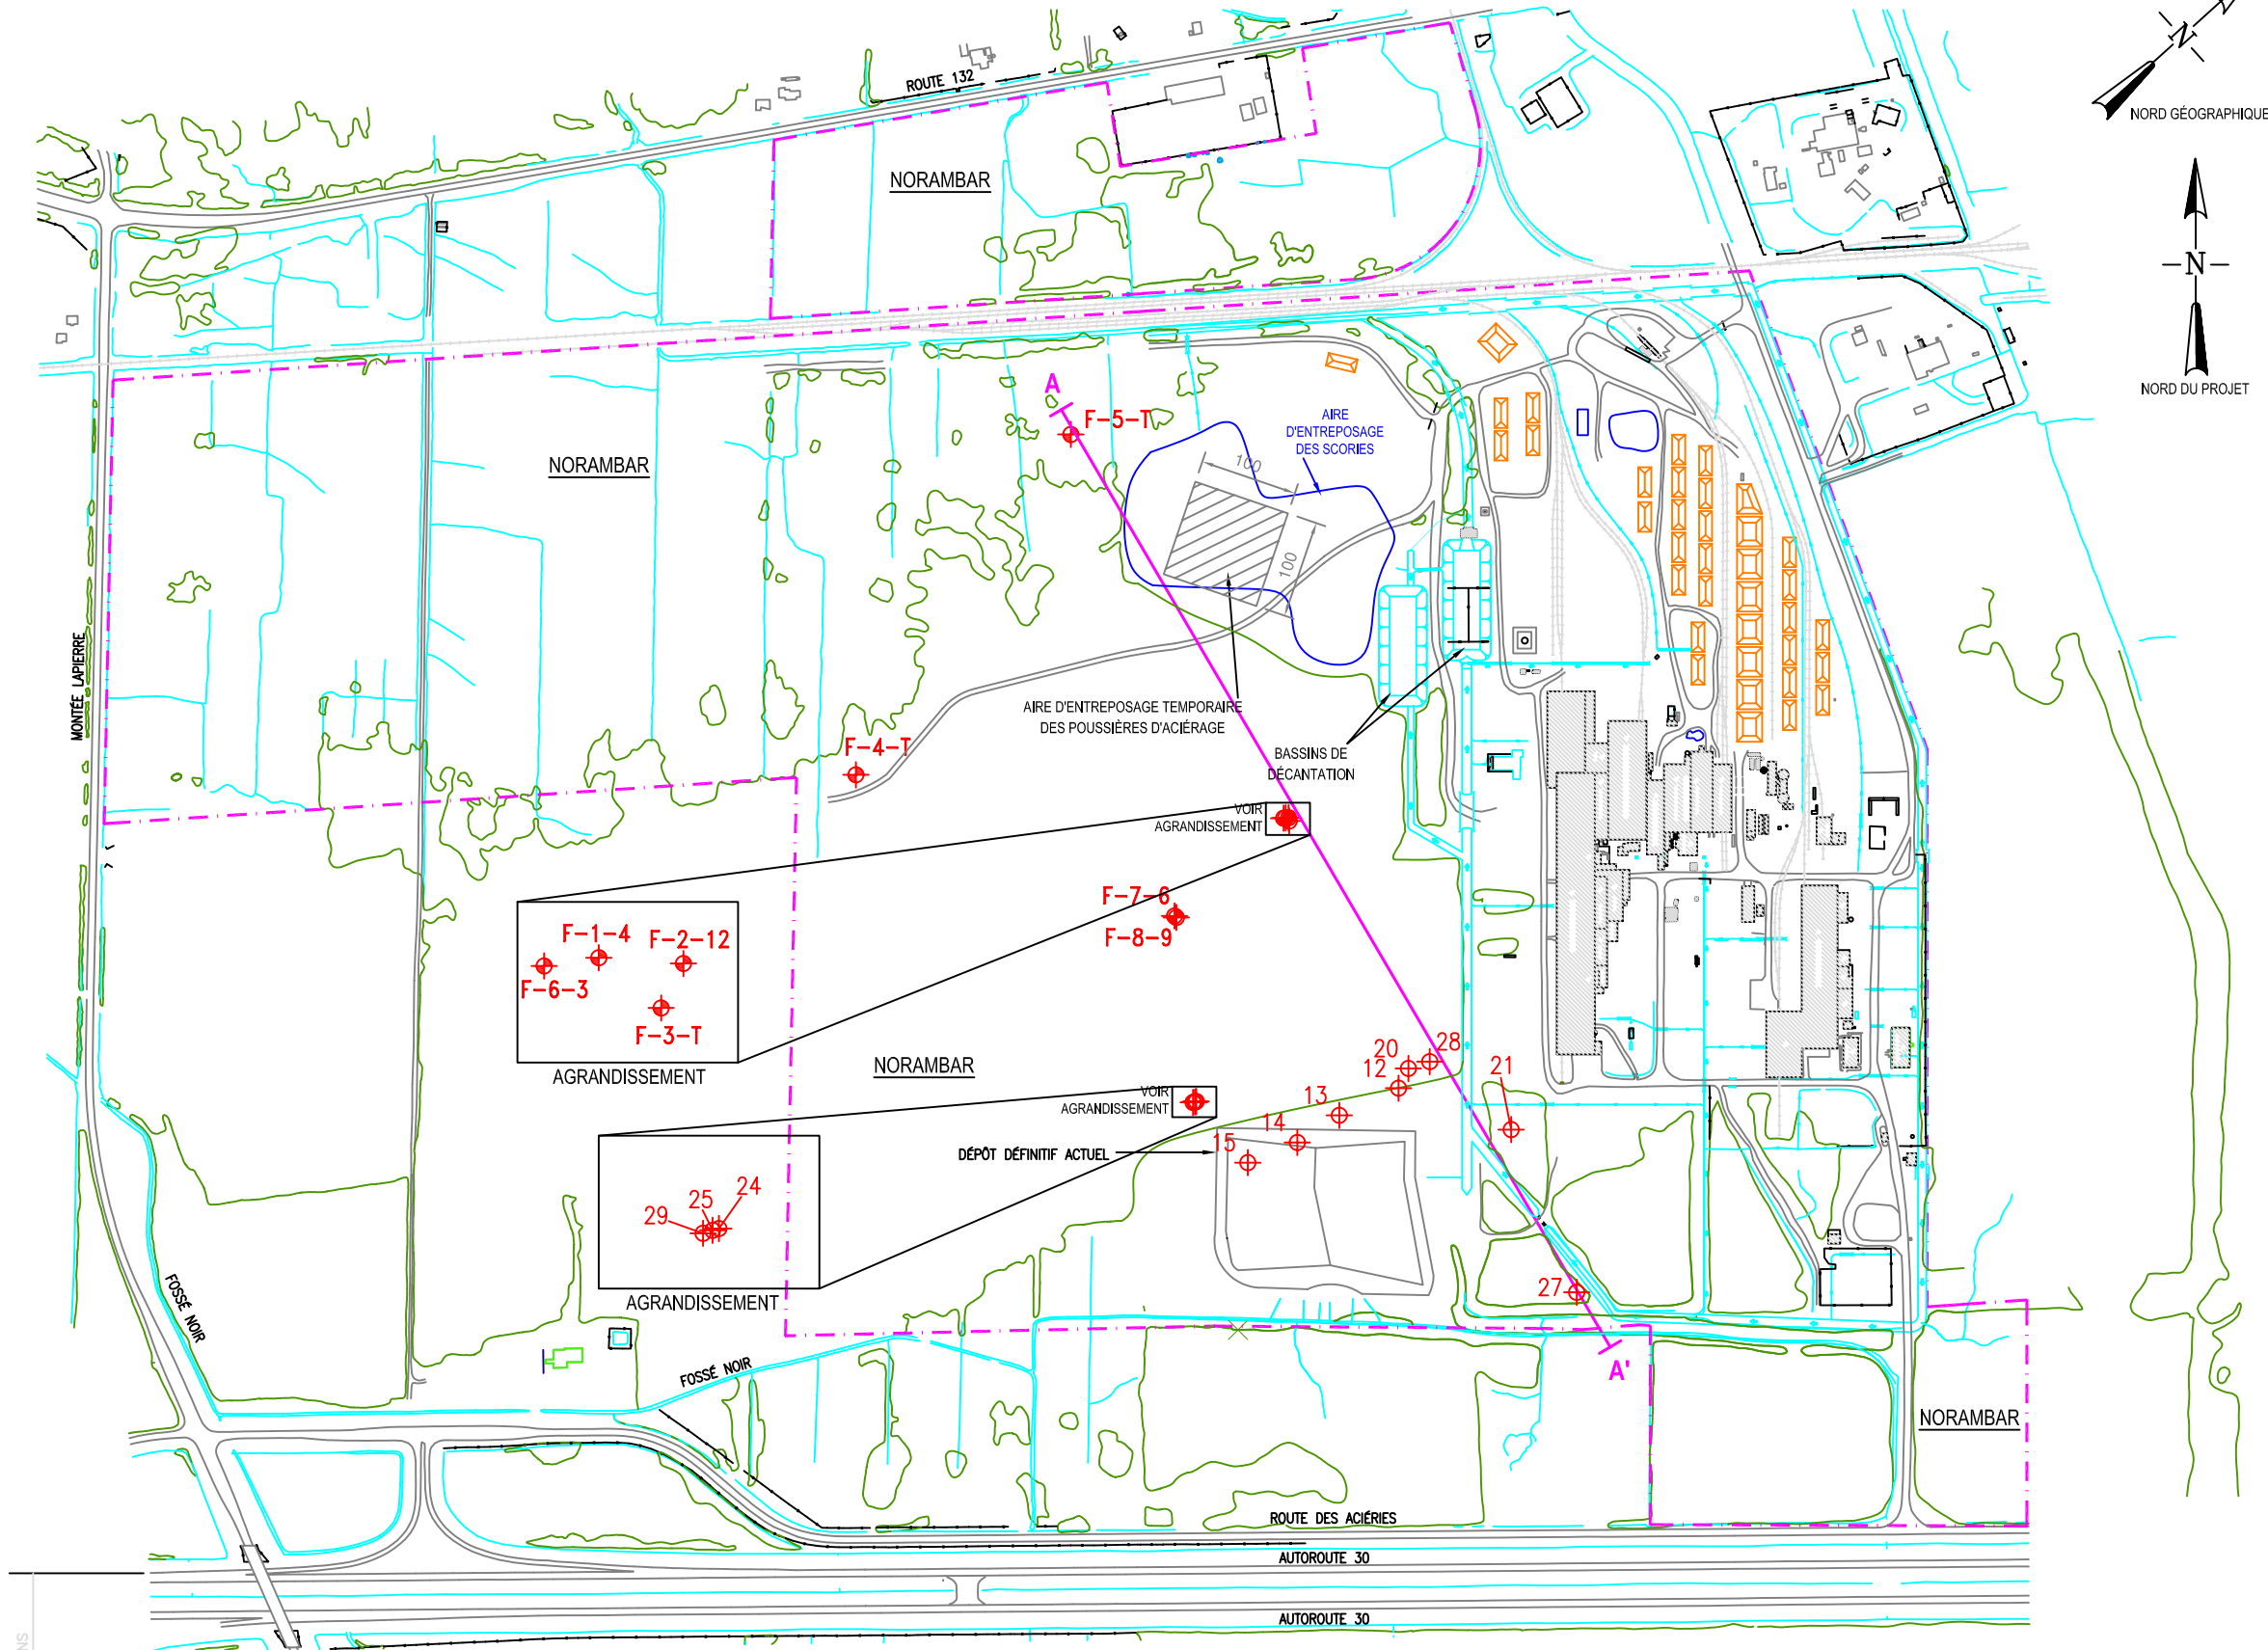 N
NORD GÉOGRAPHIQUE
ROUTE 132
NORAMBAR
N
NORD DU PROJET
A
F-5-T
AIRE
D'ENTREPOSAGE
DES SCORIES
NORAMBAR
100
100
MONTÉE LAPIERRE
AIRE D'ENTREPOSAGE TEMPORAIRE
DES POUSSIÈRES D'ACIÉRAGE
F-4-T
BASSINS DE
DÉCANTATION
VOIR
AGRANDISSEMENT
F-7-6
F-8-9
F-1-4
F-2-12
F-6-3
F-3-T
AGRANDISSEMENT
NORAMBAR
20
28
12
21
13
14
15
VOIR
AGRANDISSEMENT
DÉPÔT DÉFINITIF ACTUEL
24
25
29
AGRANDISSEMENT
27
FOSSÉ NOIR
FOSSÉ NOIR
A'
NORAMBAR
ROUTE DES ACIÉRIES
AUTOROUTE 30
AUTOROUTE 30
NS